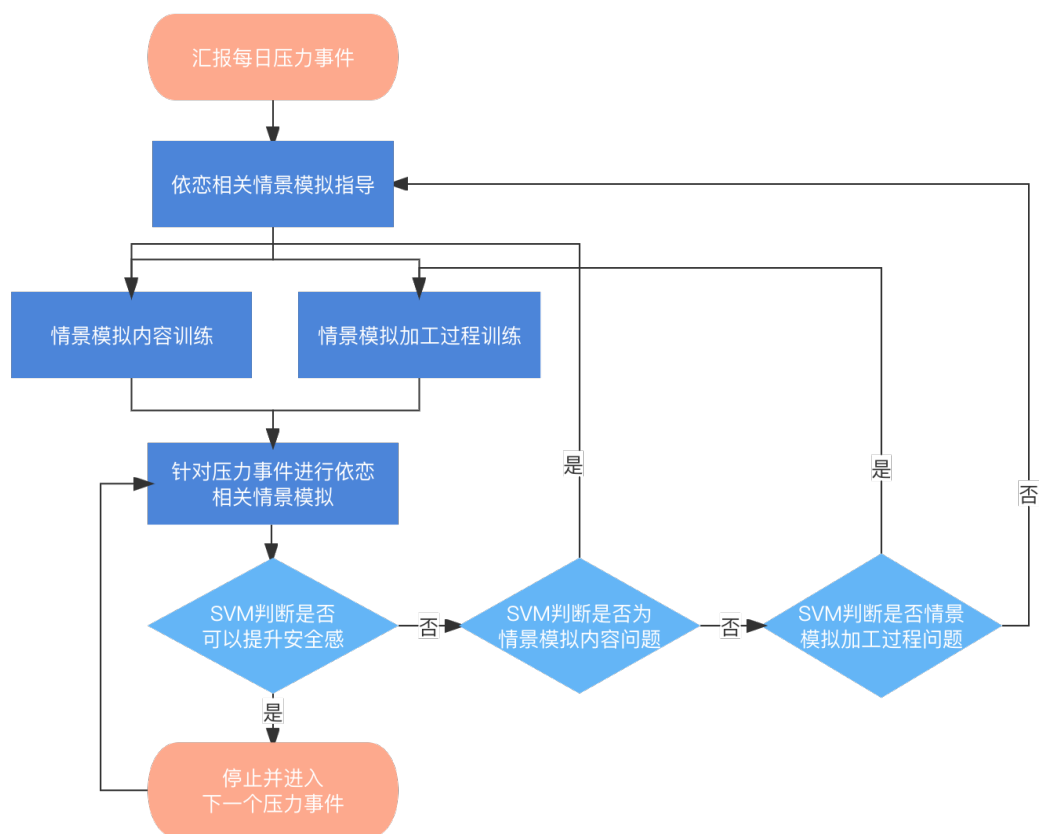 汇报每日压力事件
依恋相关情景模拟指导
情景模拟内容训练
情景模拟加工过程训练
针对压力事件进行依恋
相关情景模拟
是
是
否
SVM判断是否
可以提升安全感
否
SVM判断是否为
情景模拟内容问题
否
SVM判断是否情景
模拟加工过程问题
是
停止并进入
下一个压力事件